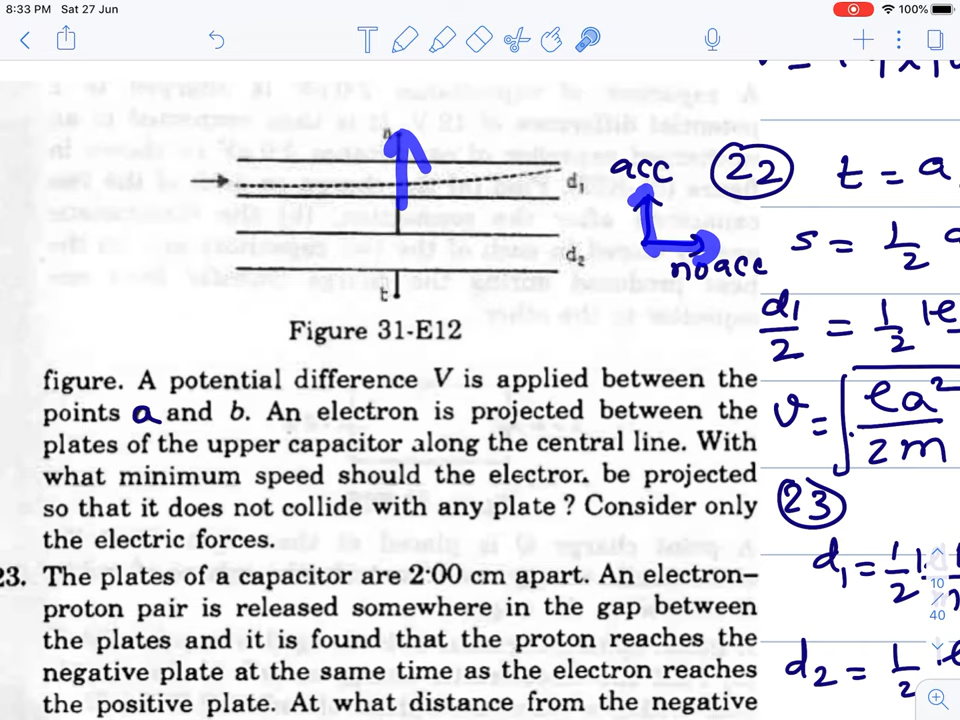 8:33 PM Sat 27 Jun
100%
T
acc
22
t = a
s = 1/2
no acc
d₁
d₂
t
Figure 31-E12
d1/2 = 1/2
figure. A potential difference V is applied between the
points a and b. An electron is projected between the
plates of the upper capacitor along the central line. With
what minimum speed should the electron be projected
so that it does not collide with any plate ? Consider only
the electric forces.
v = √ea²/2m
23
23. The plates of a capacitor are 2·00 cm apart. An electron–
proton pair is released somewhere in the gap between
the plates and it is found that the proton reaches the
negative plate at the same time as the electron reaches
the positive plate. At what distance from the negative
d₁ = 1/2
d₂ = 1/2
10
40